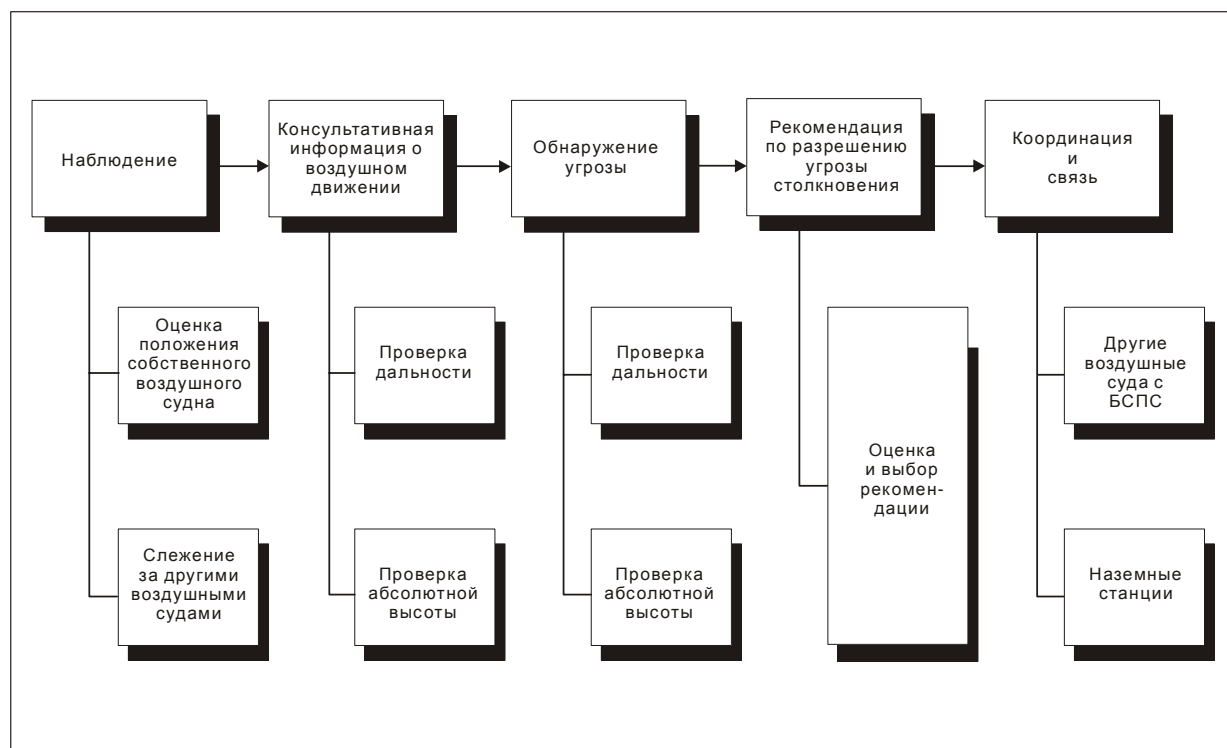 Наблюдение
Консультативная
информация о
воздушном
движении
Обнаружение
угрозы
Рекомендация
по разрешению
угрозы
столкновения
Координация
и
связь
Оценка
положения
собственного
воздушного
судна
Проверка
дальности
Проверка
дальности
Оценка
и выбор
рекомен-
дации
Другие
воздушные
суда с
БСПС
Слежение
за другими
воздушными
судами
Проверка
абсолютной
высоты
Проверка
абсолютной
высоты
Наземные
станции